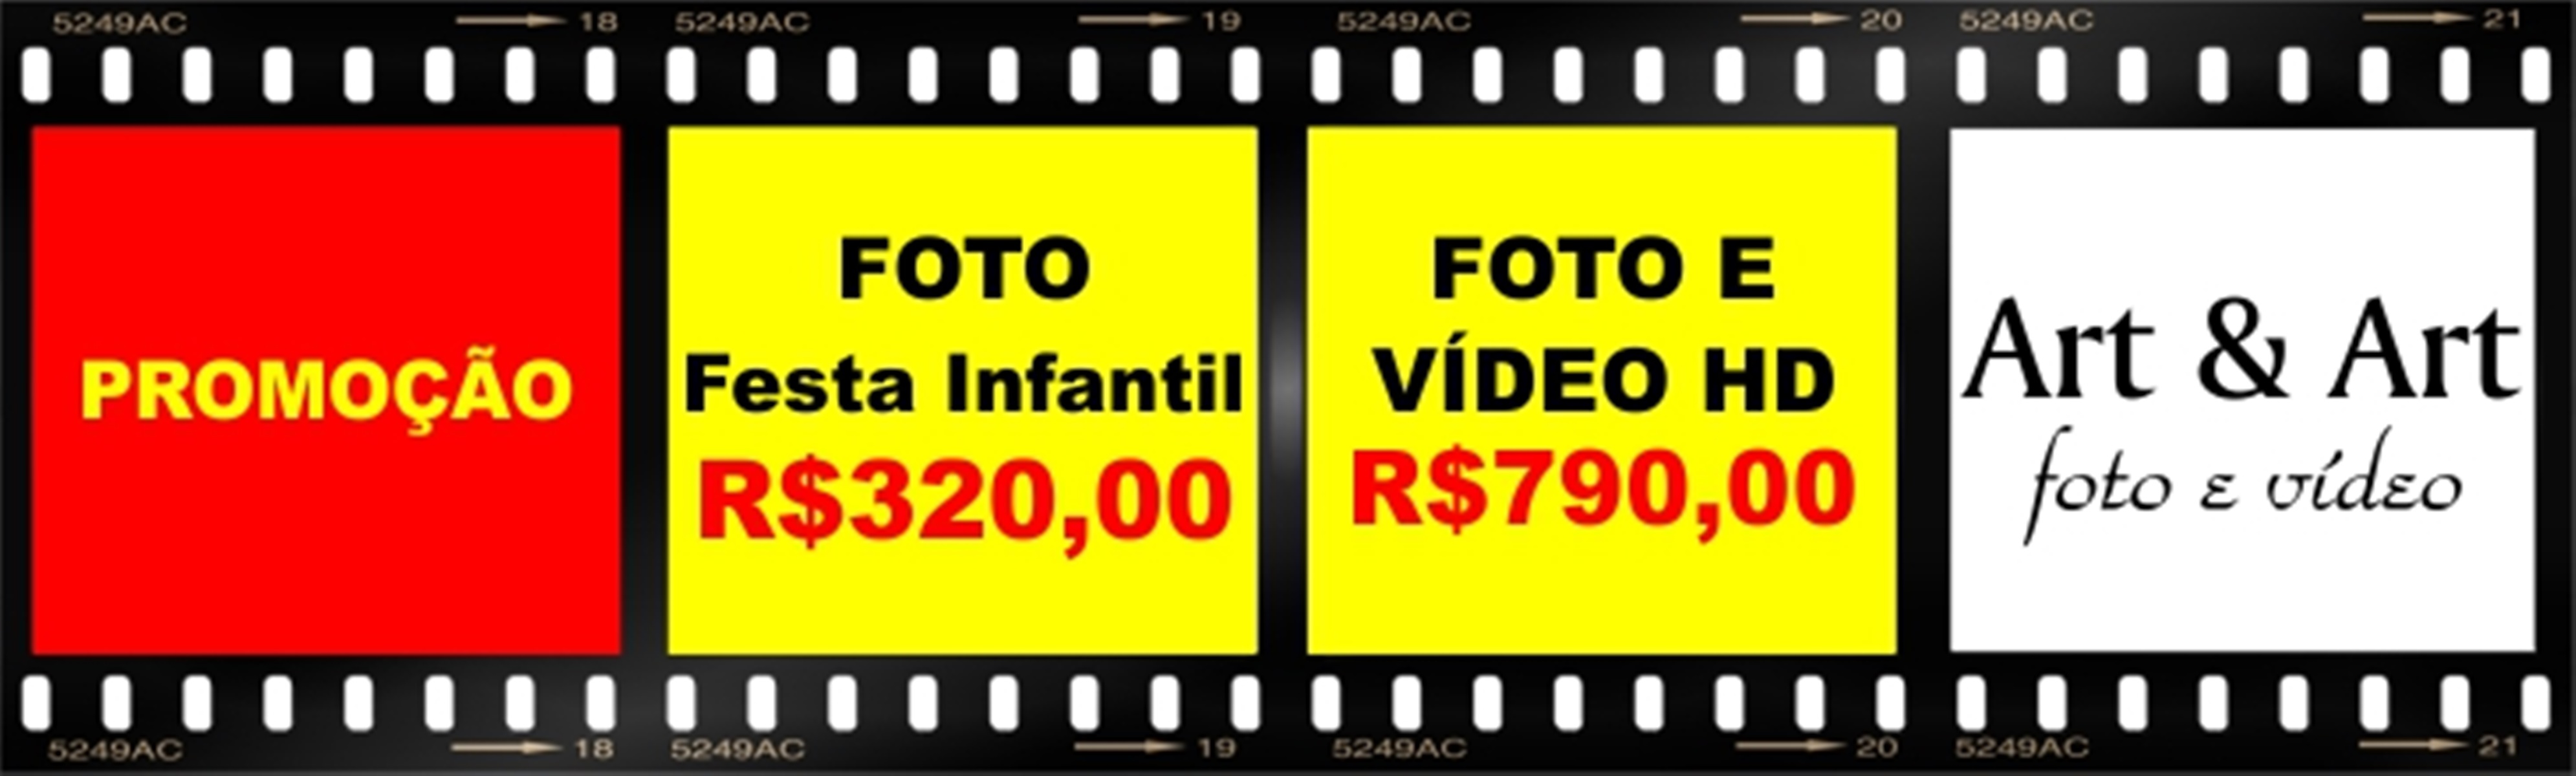 5249AC 18 5249AC 19 5249AC 20 5249AC 21
PROMOÇÃO
FOTO
Festa Infantil
R$320,00
FOTO E
VÍDEO HD
R$790,00
Art & Art
foto e vídeo
5249AC 18 5249AC 19 5249AC 20 5249AC 21